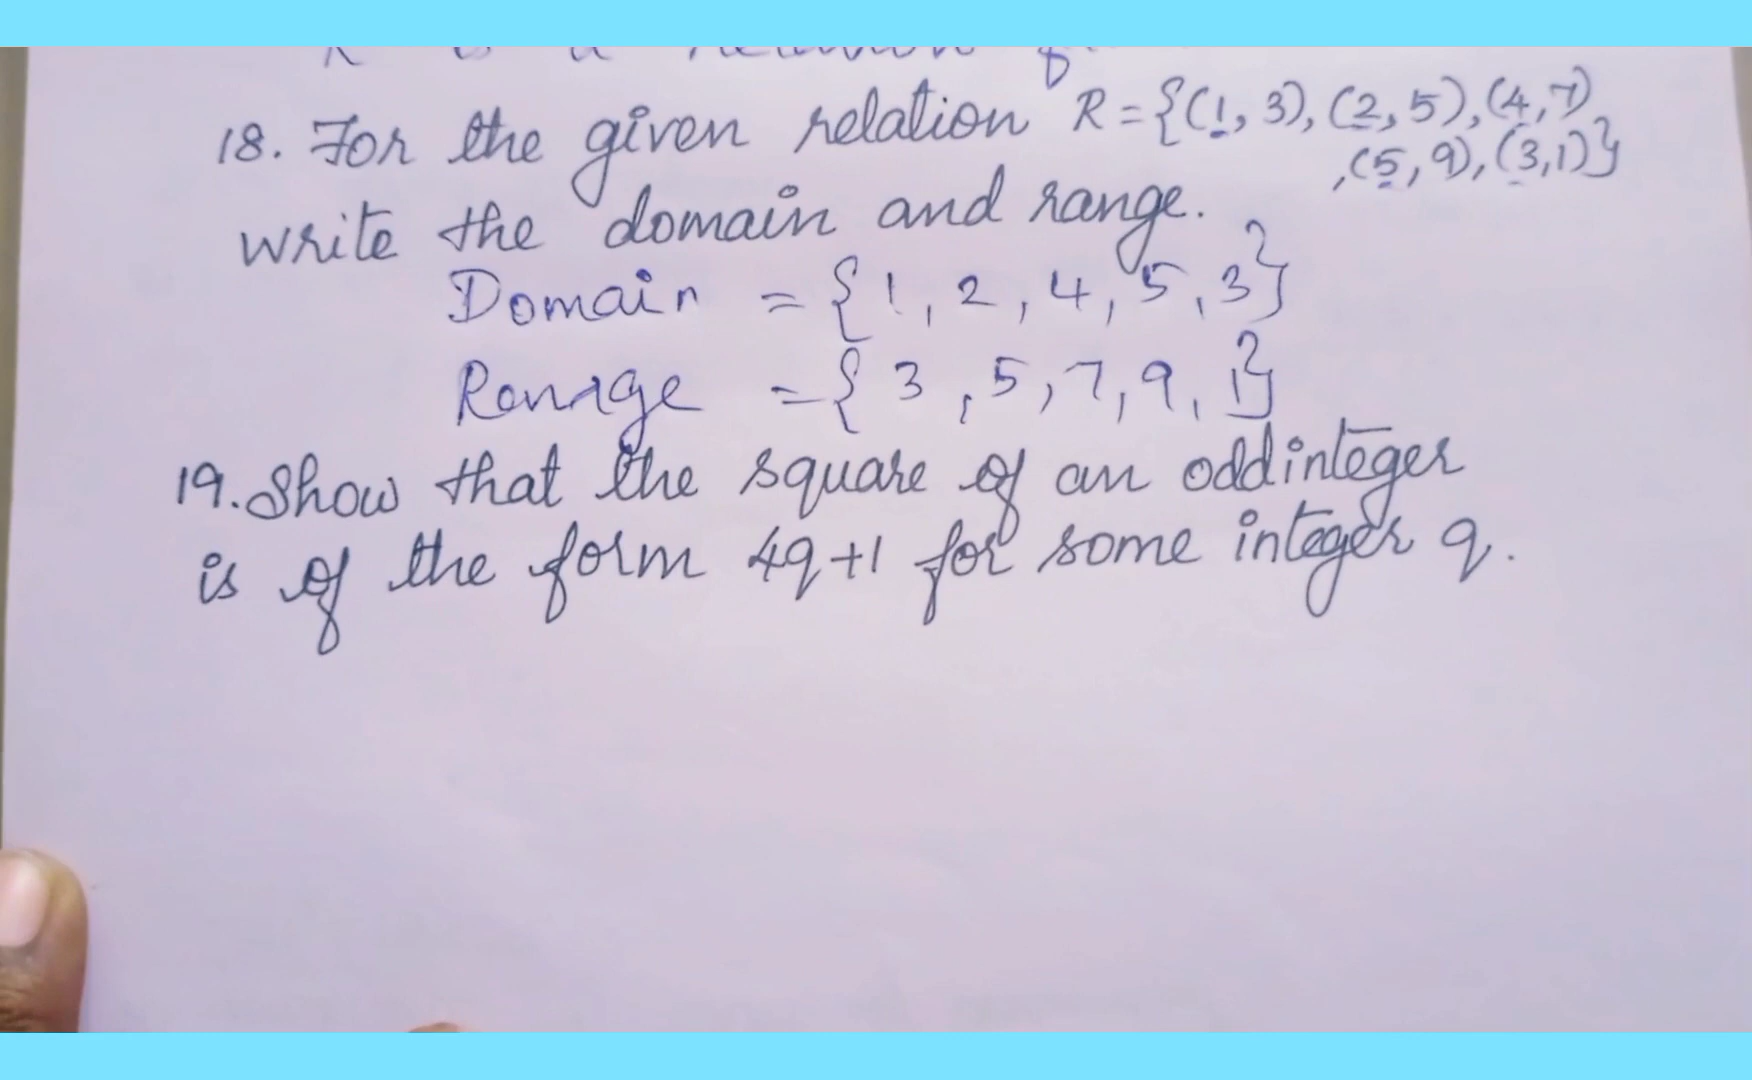 18. For the given relation R={(1, 3), (2, 5), (4, 7)
, (5, 9), (3, 1)}
write the domain and range.
Domain = {1, 2, 4, 5, 3}
Range = {3, 5, 7, 9, 1}
19. Show that the square of an odd integer
is of the form 4q+1 for some integer q.